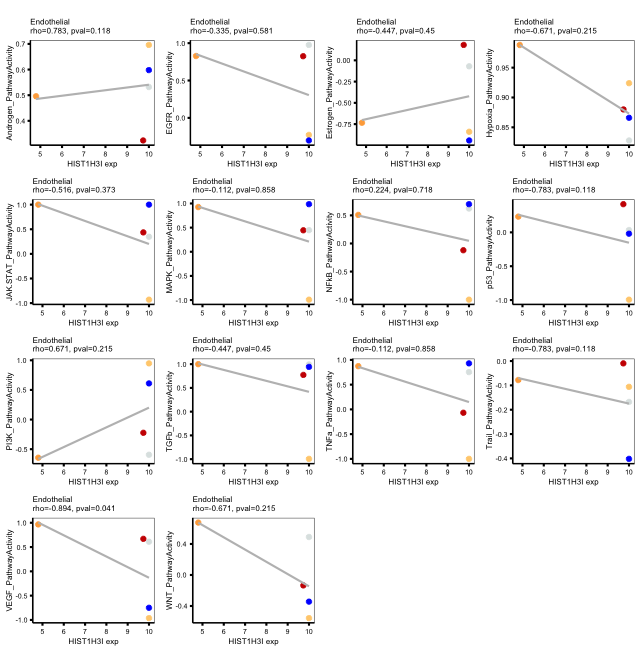 Endothelial
rho=0.783, pval=0.118
Androgen_PathwayActivity
0.7
0.6
0.5
0.4
5 6 7 8 9 10
HIST1H3I exp
Endothelial
rho=-0.335, pval=0.581
EGFR_PathwayActivity
1.0
0.5
0.0
5 6 7 8 9 10
HIST1H3I exp
Endothelial
rho=-0.447, pval=0.45
Estrogen_PathwayActivity
0.00
-0.25
-0.50
-0.75
5 6 7 8 9 10
HIST1H3I exp
Endothelial
rho=-0.671, pval=0.215
Hypoxia_PathwayActivity
0.95
0.90
0.85
5 6 7 8 9 10
HIST1H3I exp
Endothelial
rho=-0.516, pval=0.373
JAK.STAT_PathwayActivity
1.0
0.5
0.0
-0.5
-1.0
5 6 7 8 9 10
HIST1H3I exp
Endothelial
rho=-0.112, pval=0.858
MAPK_PathwayActivity
1.0
0.5
0.0
-0.5
-1.0
5 6 7 8 9 10
HIST1H3I exp
Endothelial
rho=0.224, pval=0.718
NFkB_PathwayActivity
0.5
0.0
-0.5
-1.0
5 6 7 8 9 10
HIST1H3I exp
Endothelial
rho=-0.783, pval=0.118
p53_PathwayActivity
0.0
-0.5
-1.0
5 6 7 8 9 10
HIST1H3I exp
Endothelial
rho=0.671, pval=0.215
PI3K_PathwayActivity
1.0
0.5
0.0
-0.5
5 6 7 8 9 10
HIST1H3I exp
Endothelial
rho=-0.447, pval=0.45
TGFb_PathwayActivity
1.0
0.5
0.0
-0.5
-1.0
5 6 7 8 9 10
HIST1H3I exp
Endothelial
rho=-0.112, pval=0.858
TNFa_PathwayActivity
1.0
0.5
0.0
-0.5
-1.0
5 6 7 8 9 10
HIST1H3I exp
Endothelial
rho=-0.783, pval=0.118
Trail_PathwayActivity
0.0
-0.1
-0.2
-0.3
-0.4
5 6 7 8 9 10
HIST1H3I exp
Endothelial
rho=-0.894, pval=0.041
VEGF_PathwayActivity
1.0
0.5
0.0
-0.5
-1.0
5 6 7 8 9 10
HIST1H3I exp
Endothelial
rho=-0.671, pval=0.215
WNT_PathwayActivity
0.4
0.0
-0.4
5 6 7 8 9 10
HIST1H3I exp